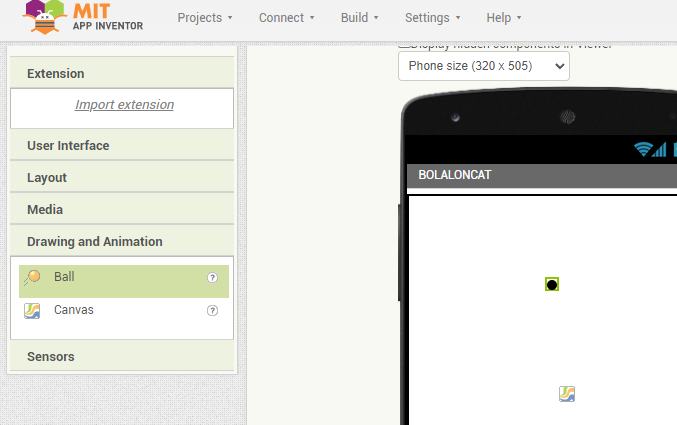 MIT
APP INVENTOR
Projects
Connect
Build
Settings
Help
Display hidden components in Viewer
Phone size (320 x 505)
Extension
Import extension
User Interface
Layout
Media
Drawing and Animation
Ball
?
Canvas
?
Sensors
BOLALONCAT